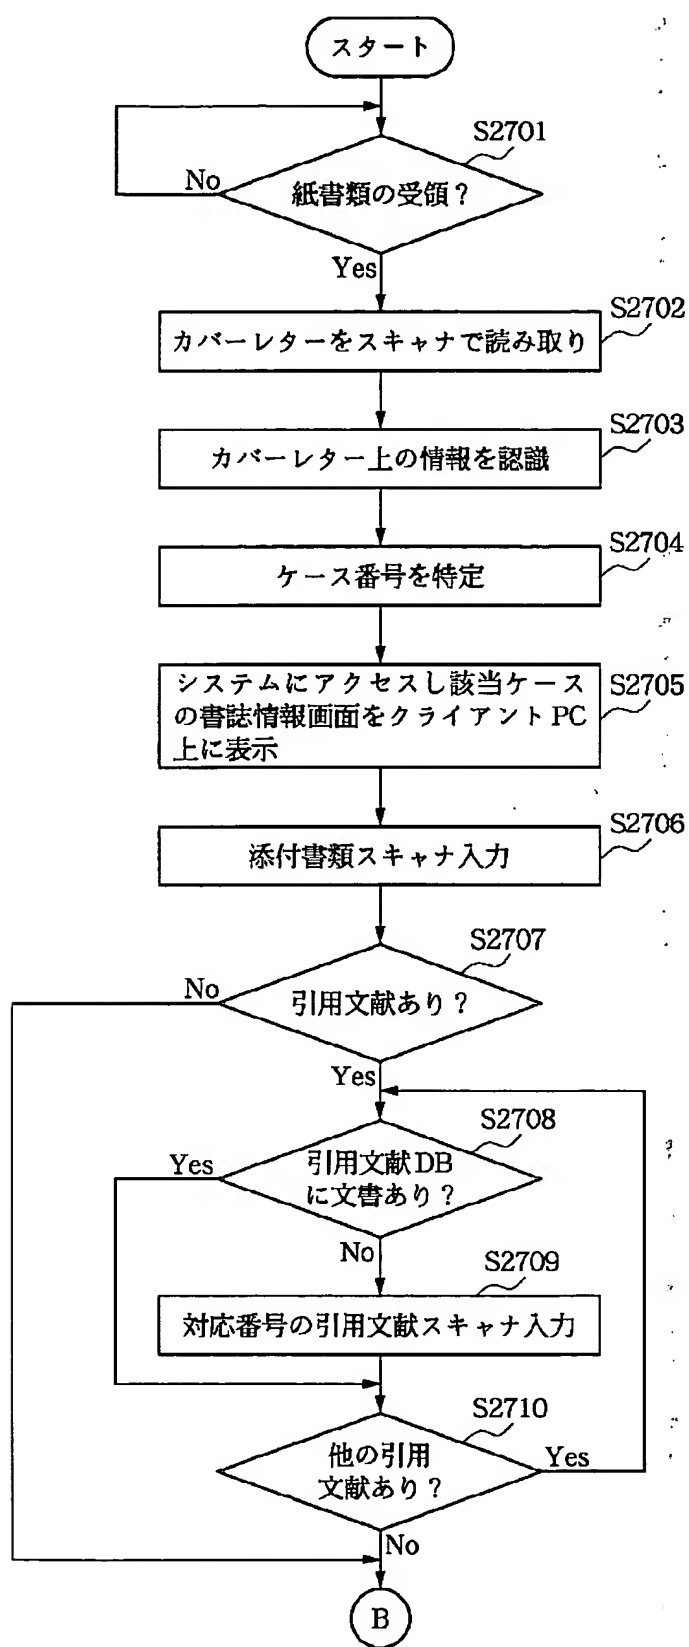 スタート
S2701
No
紙書類の受領？
Yes
S2702
カバーレターをスキャナで読み取り
S2703
カバーレター上の情報を認識
S2704
ケース番号を特定
S2705
システムにアクセスし該当ケース
の書誌情報画面をクライアントPC
上に表示
S2706
添付書類スキャナ入力
S2707
No
引用文献あり？
Yes
S2708
Yes
引用文献DB
に文書あり？
No
S2709
対応番号の引用文献スキャナ入力
S2710
他の引用
文献あり？
Yes
No
B